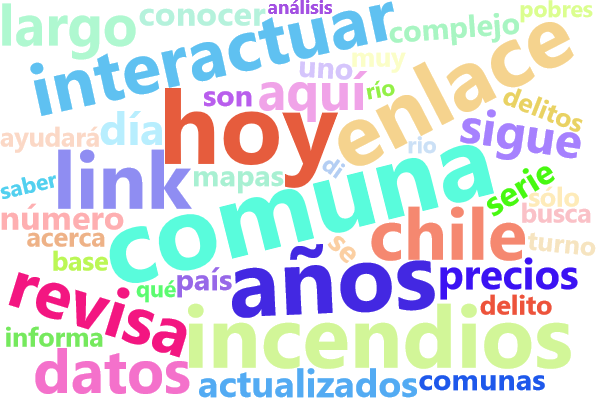 análisis
largo
conocer
interactuar
complejo
pobres
muy
uno
enlace
son
aquí
río
delitos
ayudará
día
hoy
sigue
link
mapas
di
rio
saber
comuna
serie
sólo
número
busca
acerca
chile
turno
se
base
qué
país
años
precios
revisa
delito
informa
incendios
datos
actualizados
comunas